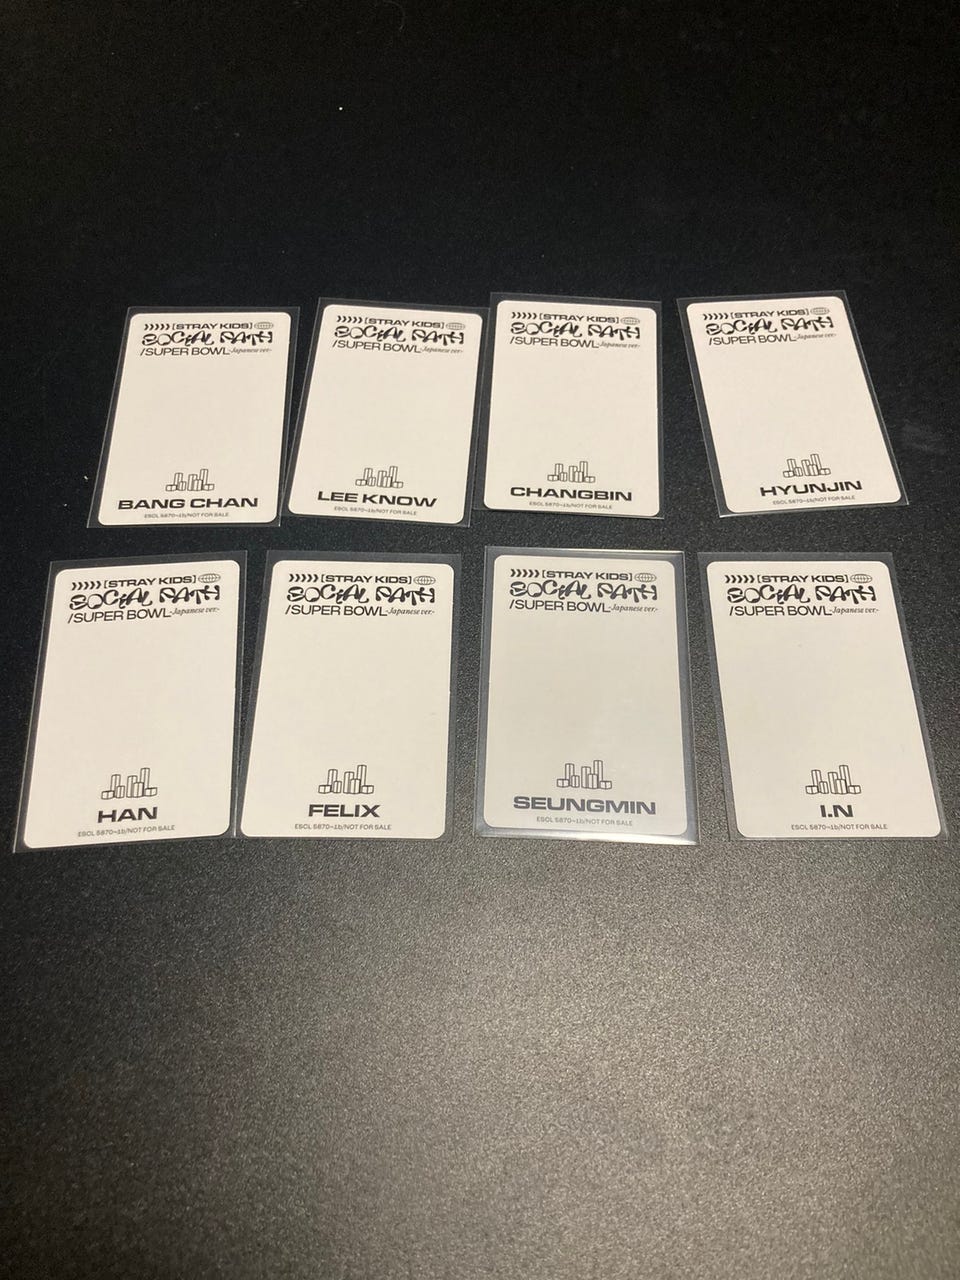 >>>>> [STRAY KIDS]
SOCIAL PATH
/SUPER BOWL -Japanese ver.-
BANG CHAN
ESCL 5870~1b/NOT FOR SALE
>>>>> [STRAY KIDS]
SOCIAL PATH
/SUPER BOWL -Japanese ver.-
LEE KNOW
ESCL 5870~1b/NOT FOR SALE
>>>>> [STRAY KIDS]
SOCIAL PATH
/SUPER BOWL -Japanese ver.-
CHANGBIN
ESCL 5870~1b/NOT FOR SALE
>>>>> [STRAY KIDS]
SOCIAL PATH
/SUPER BOWL -Japanese ver.-
HYUNJIN
ESCL 5870~1b/NOT FOR SALE
>>>>> [STRAY KIDS]
SOCIAL PATH
/SUPER BOWL -Japanese ver.-
HAN
ESCL 5870~1b/NOT FOR SALE
>>>>> [STRAY KIDS]
SOCIAL PATH
/SUPER BOWL -Japanese ver.-
FELIX
ESCL 5870~1b/NOT FOR SALE
>>>>> [STRAY KIDS]
SOCIAL PATH
/SUPER BOWL -Japanese ver.-
SEUNGMIN
ESCL 5870~1b/NOT FOR SALE
>>>>> [STRAY KIDS]
SOCIAL PATH
/SUPER BOWL -Japanese ver.-
I.N
ESCL 5870~1b/NOT FOR SALE